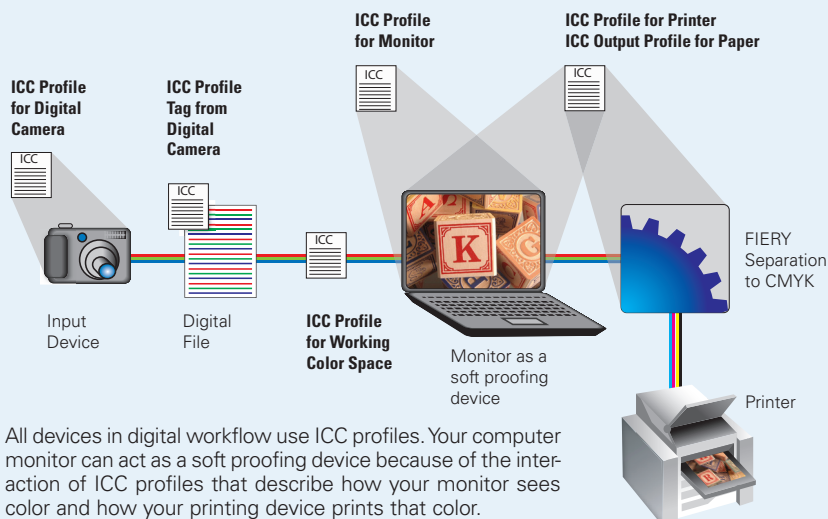 ICC Profile
for Digital
Camera
ICC
Input
Device
ICC Profile
Tag from
Digital
Camera
ICC
Digital
File
ICC
ICC Profile
for Working
Color Space
ICC Profile
for Monitor
ICC
K
Monitor as a
soft proofing
device
ICC Profile for Printer
ICC Output Profile for Paper
ICC
FIERY
Separation
to CMYK
Printer
All devices in digital workflow use ICC profiles. Your computer
monitor can act as a soft proofing device because of the inter-
action of ICC profiles that describe how your monitor sees
color and how your printing device prints that color.